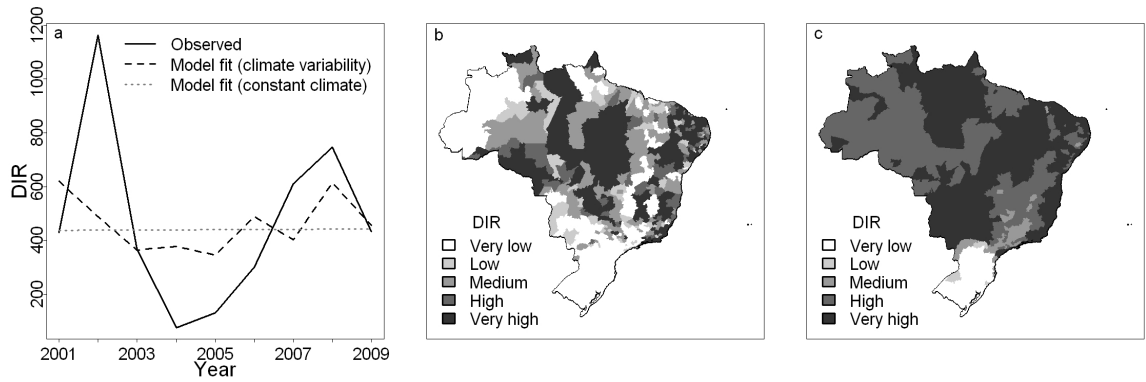 a
Observed
Model fit (climate variability)
Model fit (constant climate)
DIR
1200
1000
800
600
400
200
2001
2003
2005
2007
2009
Year
b
DIR
Very low
Low
Medium
High
Very high
c
DIR
Very low
Low
Medium
High
Very high